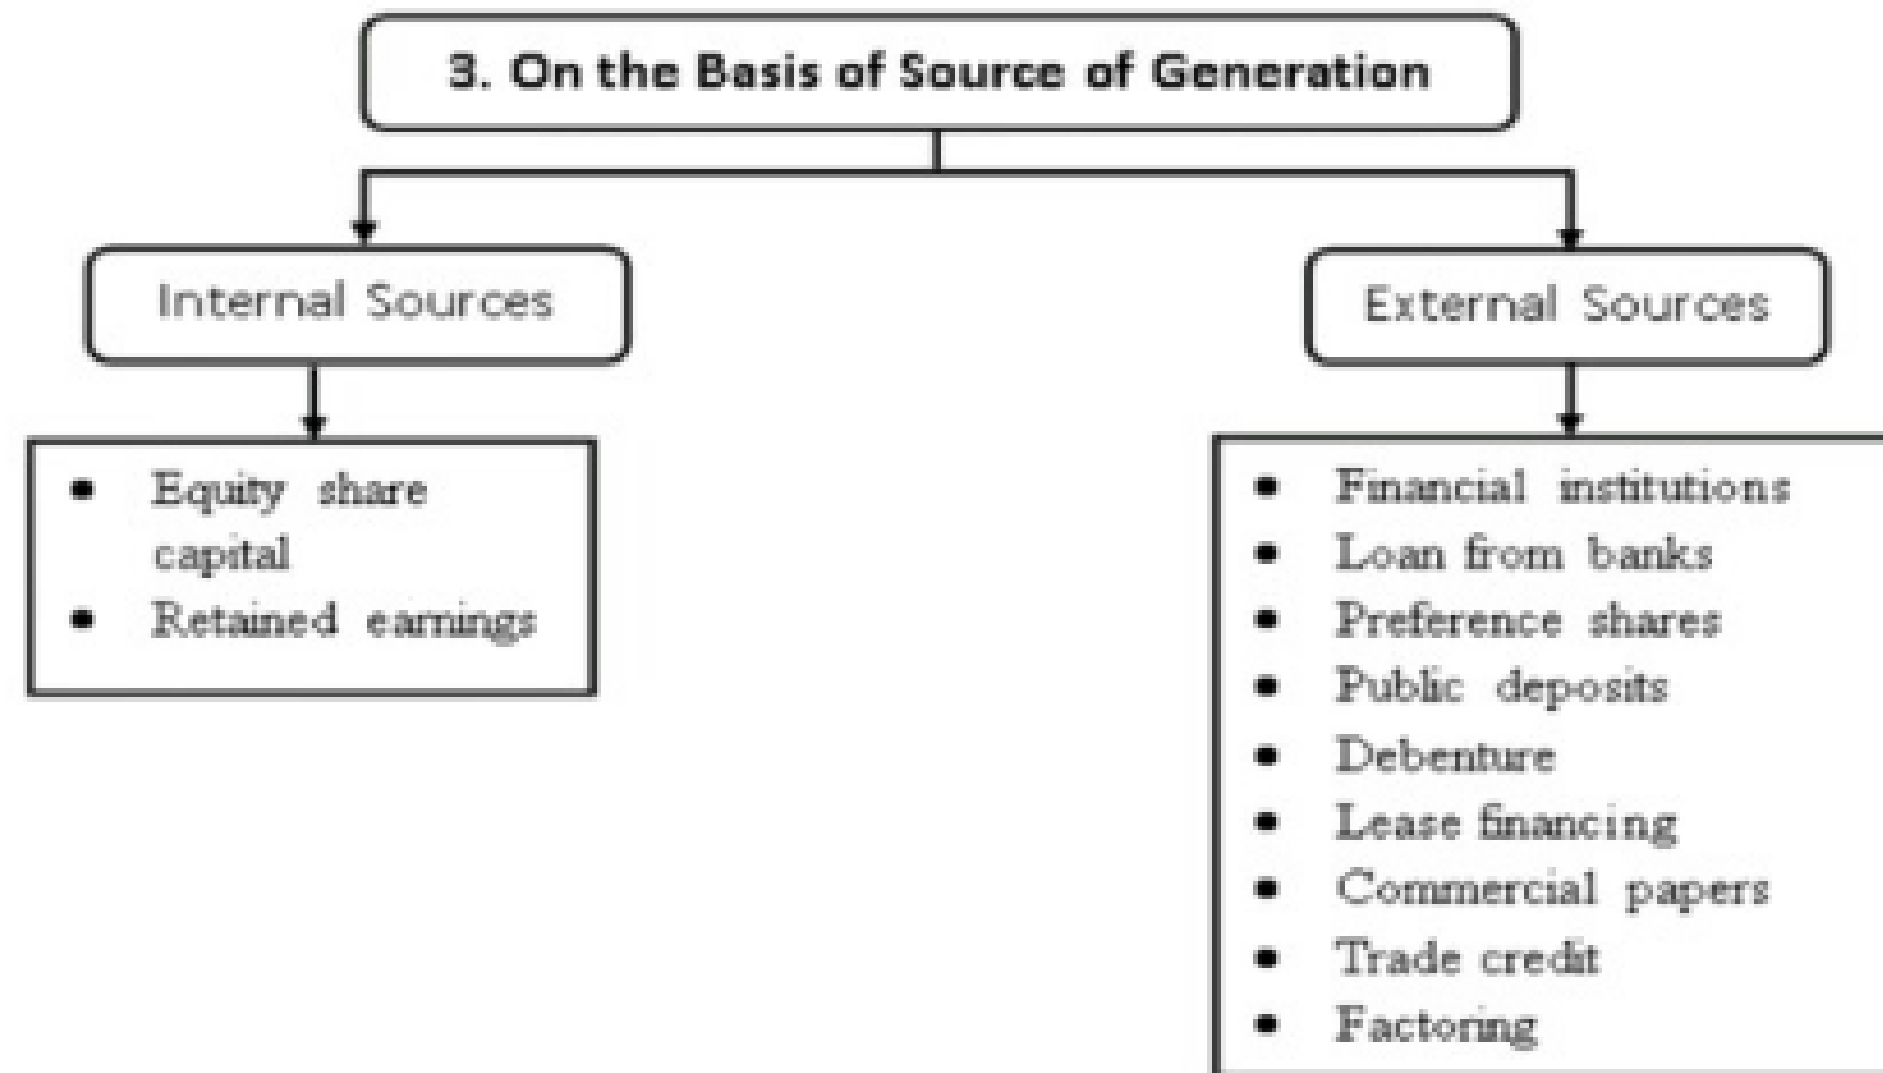 3. On the Basis of Source of Generation
Internal Sources
External Sources
• Equity share
capital
• Retained earnings
• Financial institutions
• Loan from banks
• Preference shares
• Public deposits
• Debenture
• Lease financing
• Commercial papers
• Trade credit
• Factoring